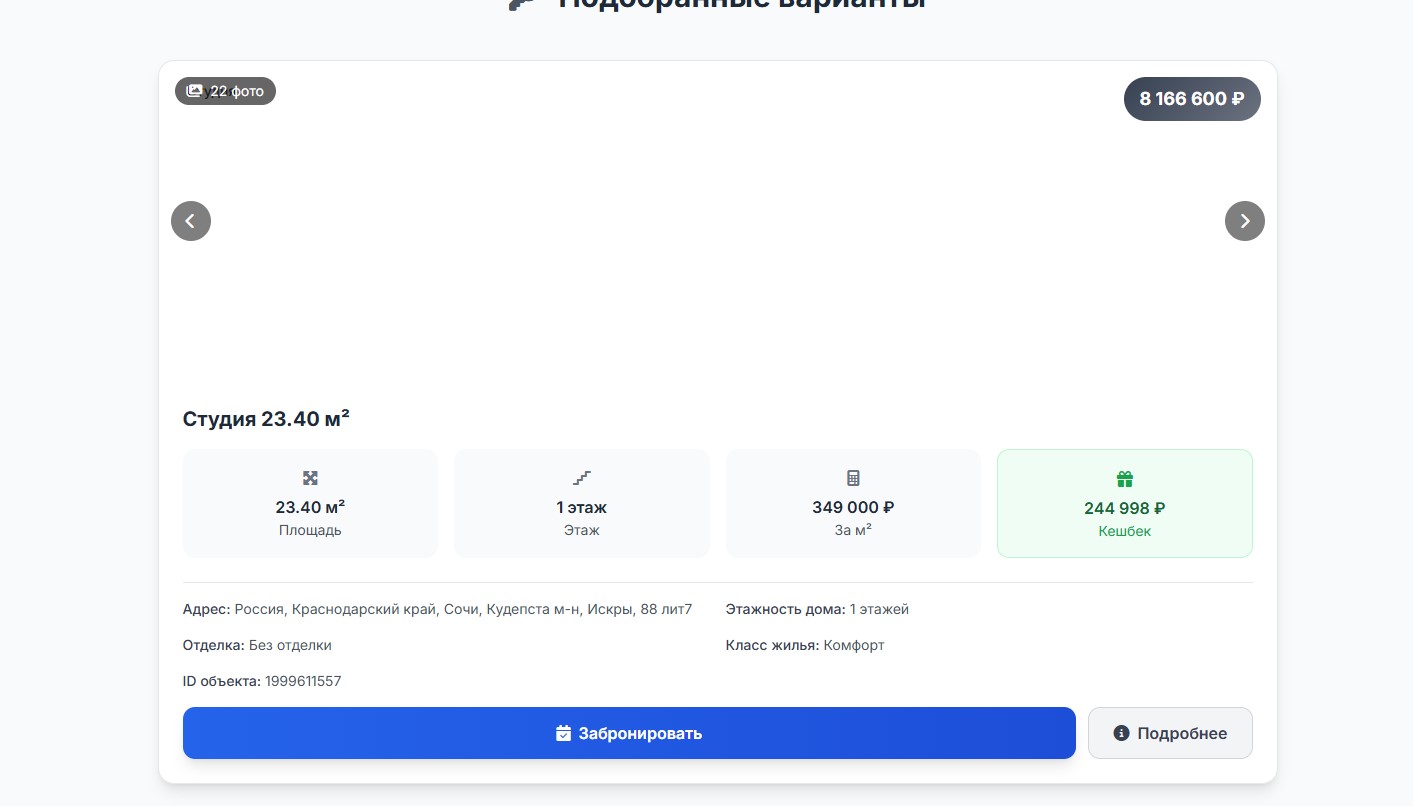 Подобранные варианты
22 фото
8 166 600 ₽
Студия 23.40 м²
23.40 м²
Площадь
1 этаж
Этаж
349 000 ₽
За м²
244 998 ₽
Кешбек
Адрес: Россия, Краснодарский край, Сочи, Кудепста м-н, Искры, 88 лит7
Этажность дома: 1 этажей
Отделка: Без отделки
Класс жилья: Комфорт
ID объекта: 1999611557
Забронировать
Подробнее